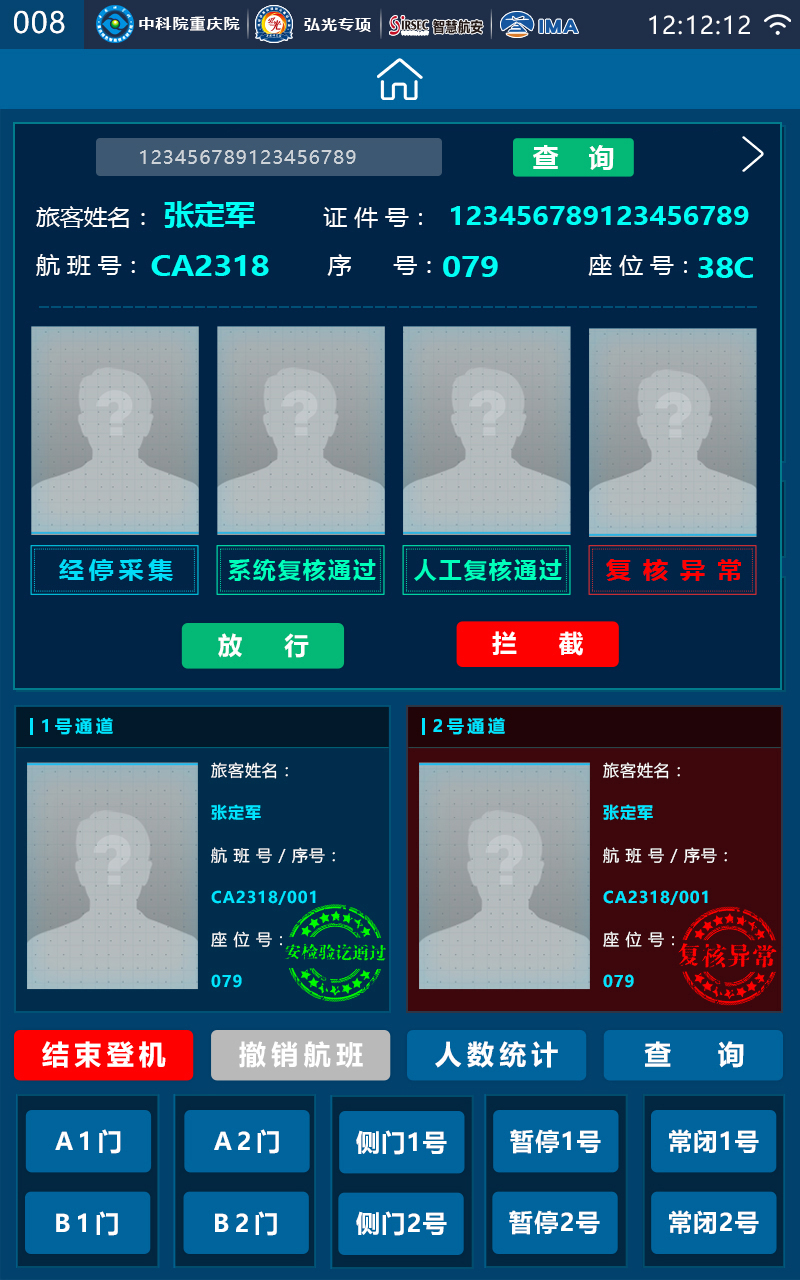 008 中科院重庆院 弘光专项 SIRSEC 智慧航安 IMA 12:12:12
123456789123456789 查 询
旅客姓名： 张定军 证件号： 123456789123456789
航班号： CA2318 序 号：079 座位号：38C
? ? ? ?
经停采集 系统复核通过 人工复核通过 复核异常
放 行 拦 截
1号通道 2号通道
旅客姓名： 旅客姓名：
张定军 张定军
航班号/序号： 航班号/序号：
? ?
CA2318/001 CA2318/001
座位号： 座位号：
安检验讫通过 复核异常
079 079
结束登机 撤销航班 人数统计 查 询
A1门 A2门 侧门1号 暂停1号 常闭1号
B1门 B2门 侧门2号 暂停2号 常闭2号